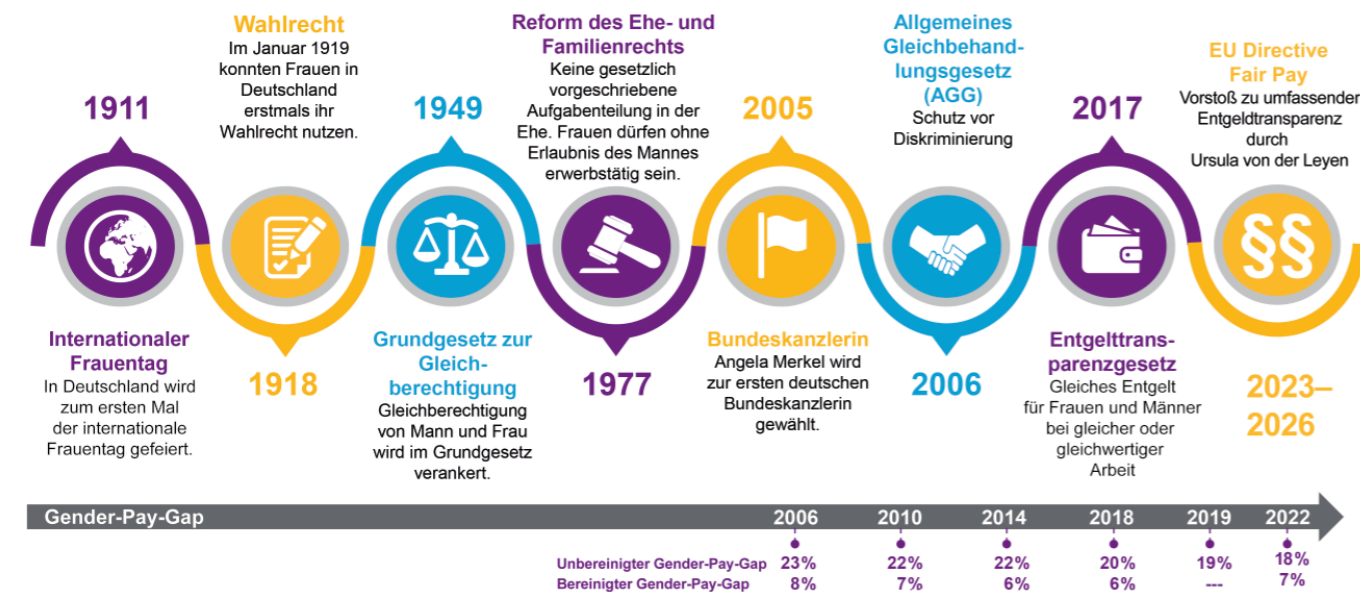 1911
Internationaler
Frauentag
In Deutschland wird
zum ersten Mal
der internationale
Frauentag gefeiert.
Wahlrecht
Im Januar 1919
konnten Frauen in
Deutschland
erstmals ihr
Wahlrecht nutzen.
1918
1949
Grundgesetz zur
Gleich-
berechtigung
Gleichberechtigung
von Mann und Frau
wird im Grundgesetz
verankert.
Reform des Ehe- und
Familienrechts
Keine gesetzlich
vorgeschriebene
Aufgabenteilung in der
Ehe. Frauen dürfen ohne
Erlaubnis des Mannes
erwerbstätig sein.
1977
2005
Bundeskanzlerin
Angela Merkel wird
zur ersten deutschen
Bundeskanzlerin
gewählt.
Allgemeines
Gleichbehand-
lungsgesetz
(AGG)
Schutz vor
Diskriminierung
2006
2017
Entgelttrans-
parenzgesetz
Gleiches Entgelt
für Frauen und Männer
bei gleicher oder
gleichwertiger
Arbeit
EU Directive
Fair Pay
Vorstoß zu umfassender
Entgeldtransparenz
durch
Ursula von der Leyen
§§
2023–
2026
Gender-Pay-Gap 2006 2010 2014 2018 2019 2022
Unbereinigter Gender-Pay-Gap 23% 22% 22% 20% 19% 18%
Bereinigter Gender-Pay-Gap 8% 7% 6% 6% --- 7%